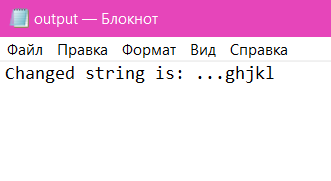 output — Блокнот
Файл Правка Формат Вид Справка
Changed string is: ...ghjkl